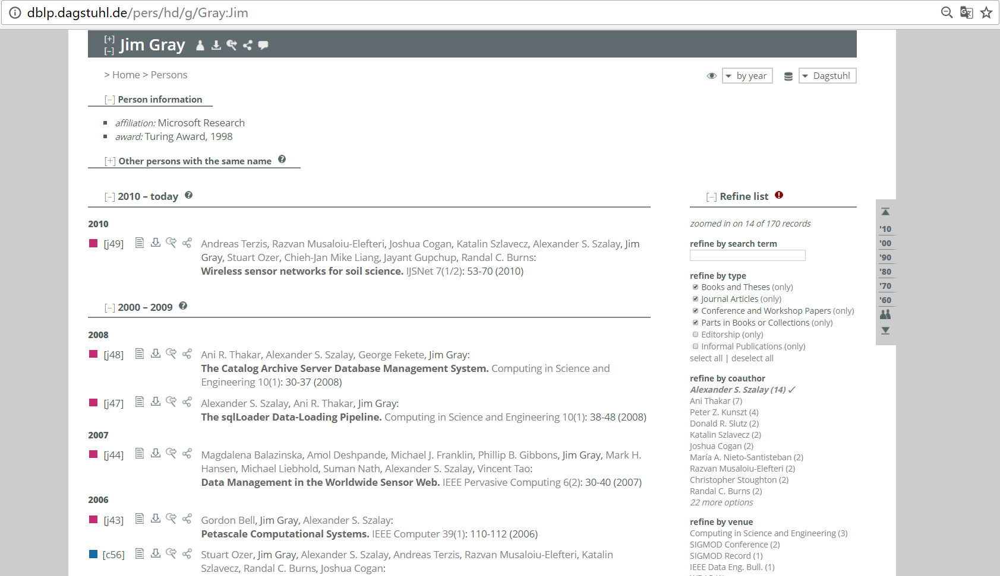 dblp.dagstuhl.de/pers/hd/g/Gray:Jim
[+]
[–] Jim Gray
> Home > Persons
by year
Dagstuhl
[–] Person information
affiliation: Microsoft Research
award: Turing Award, 1998
[+] Other persons with the same name ?
[–] 2010 – today ?
2010
[j49] Andreas Terzis, Razvan Musaloiu-Elefteri, Joshua Cogan, Katalin Szlavecz, Alexander S. Szalay, Jim
Gray, Stuart Ozer, Chieh-Jan Mike Liang, Jayant Gupchup, Randal C. Burns:
Wireless sensor networks for soil science. IJSNet 7(1/2): 53-70 (2010)
[–] 2000 – 2009 ?
2008
[j48] Ani R. Thakar, Alexander S. Szalay, George Fekete, Jim Gray:
The Catalog Archive Server Database Management System. Computing in Science and
Engineering 10(1): 30-37 (2008)
[j47] Alexander S. Szalay, Ani R. Thakar, Jim Gray:
The sqlLoader Data-Loading Pipeline. Computing in Science and Engineering 10(1): 38-48 (2008)
2007
[j44] Magdalena Balazinska, Amol Deshpande, Michael J. Franklin, Phillip B. Gibbons, Jim Gray, Mark H.
Hansen, Michael Liebhold, Suman Nath, Alexander S. Szalay, Vincent Tao:
Data Management in the Worldwide Sensor Web. IEEE Pervasive Computing 6(2): 30-40 (2007)
2006
[j43] Gordon Bell, Jim Gray, Alexander S. Szalay:
Petascale Computational Systems. IEEE Computer 39(1): 110-112 (2006)
[c56] Stuart Ozer, Jim Gray, Alexander S. Szalay, Andreas Terzis, Razvan Musaloiu-Elefteri, Katalin
Szlavecz, Randal C. Burns, Joshua Cogan:
[–] Refine list !
zoomed in on 14 of 170 records
refine by search term
refine by type
Books and Theses (only)
Journal Articles (only)
Conference and Workshop Papers (only)
Parts in Books or Collections (only)
Editorship (only)
Informal Publications (only)
select all | deselect all
refine by coauthor
Alexander S. Szalay (14) ✓
Ani Thakar (7)
Peter Z. Kunszt (4)
Donald R. Slutz (2)
Katalin Szlavecz (2)
Joshua Cogan (2)
María A. Nieto-Santisteban (2)
Razvan Musaloiu-Elefteri (2)
Christopher Stoughton (2)
Randal C. Burns (2)
22 more options
refine by venue
Computing in Science and Engineering (3)
SIGMOD Conference (2)
SIGMOD Record (1)
IEEE Data Eng. Bull. (1)
'10
'00
'90
'80
'70
'60